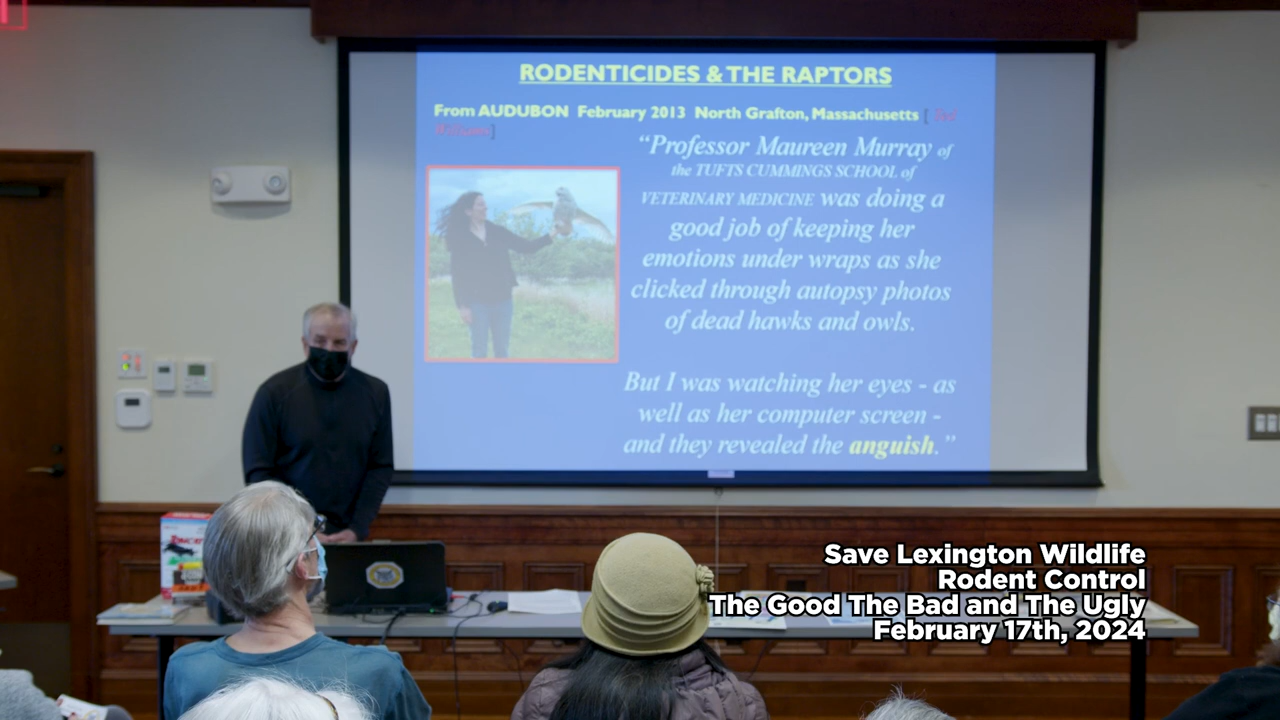 RODENTICIDES & THE RAPTORS
From AUDUBON February 2013 North Grafton, Massachusetts [
]
“Professor Maureen Murray of
the TUFTS CUMMINGS SCHOOL of
VETERINARY MEDICINE was doing a
good job of keeping her
emotions under wraps as she
clicked through autopsy photos
of dead hawks and owls.
But I was watching her eyes - as
well as her computer screen -
and they revealed the anguish.”
Save Lexington Wildlife
Rodent Control
The Good The Bad and The Ugly
February 17th, 2024